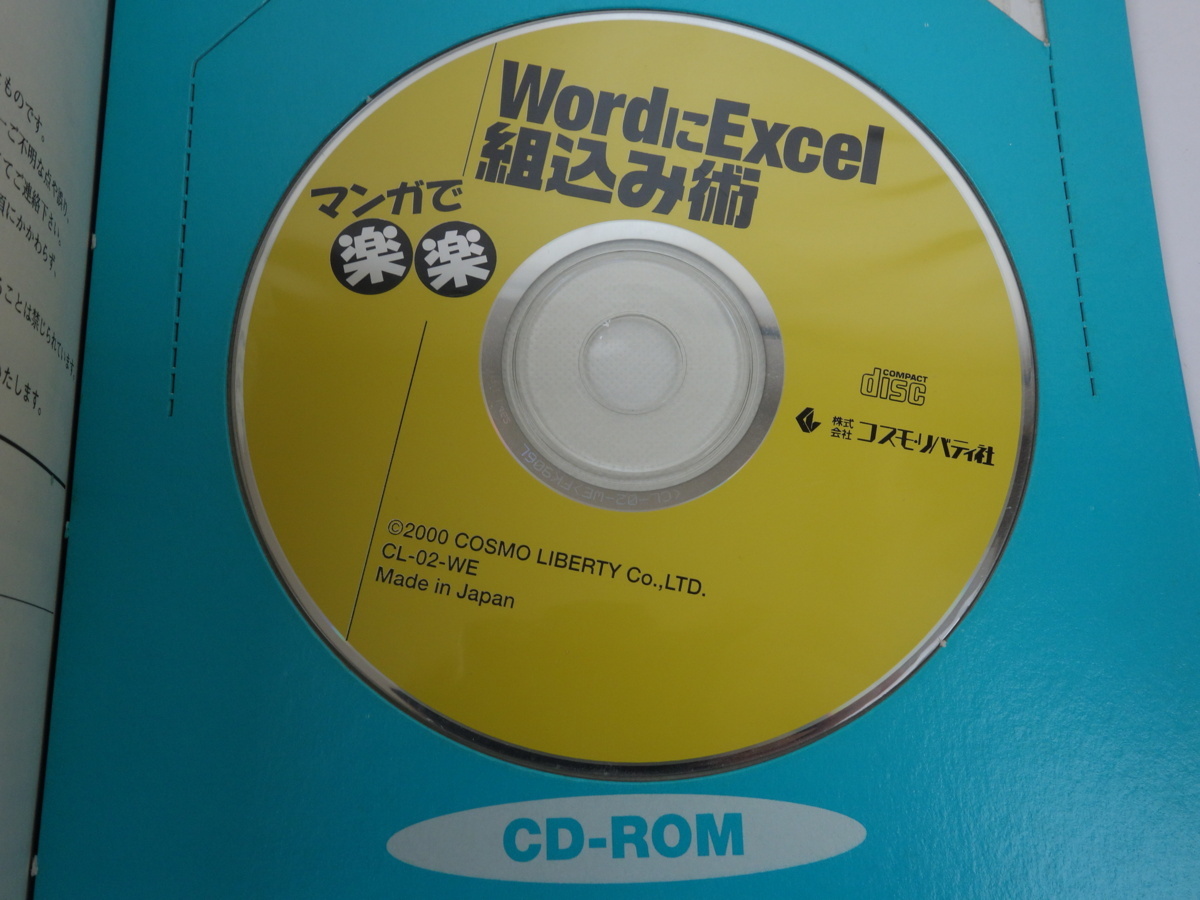 ものです。
ご不明な点や誤り、
てご連絡下さい。
にかかわらず、
ことは禁じられています。
たします。
マンガで
楽楽
WordにExcel
組込み術
COMPACT
disc
株式
会社
コスモ・リバティ社
©2000 COSMO LIBERTY Co.,LTD.
CL-02-WE
Made in Japan
CD-ROM